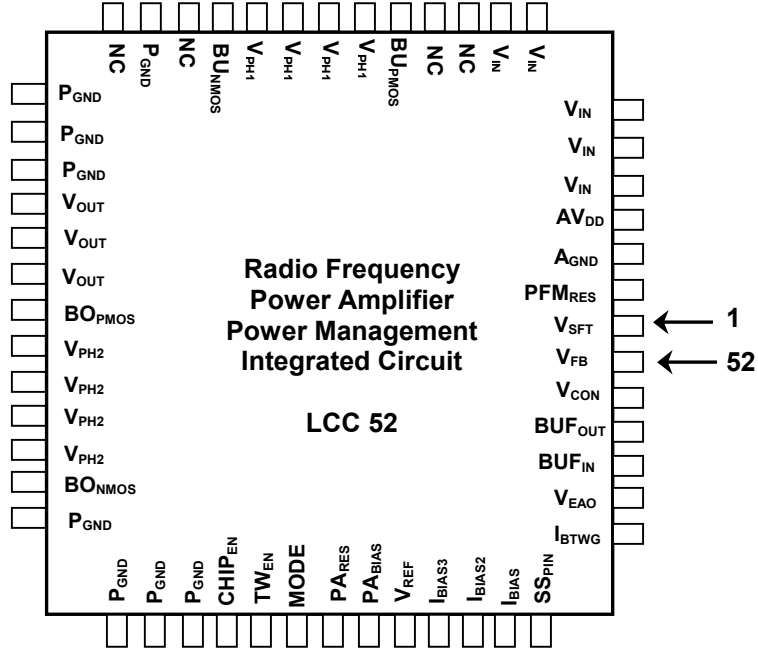 NC
PGND
NC
BUNMOS
VPH1
VPH1
VPH1
VPH1
BUPMOS
NC
NC
VIN
VIN
PGND
PGND
PGND
VOUT
VOUT
VOUT
BOPMOS
VPH2
VPH2
VPH2
VPH2
BONMOS
PGND
Radio Frequency
Power Amplifier
Power Management
Integrated Circuit
LCC 52
VIN
VIN
VIN
AVDD
AGND
PFMRES
VSFT
1
VFB
52
VCON
BUFOUT
BUFIN
VEAO
IBTWG
PGND
PGND
PGND
CHIPEN
TWEN
MODE
PARES
PABIAS
VREF
IBIAS3
IBIAS2
IBIAS
SSPIN